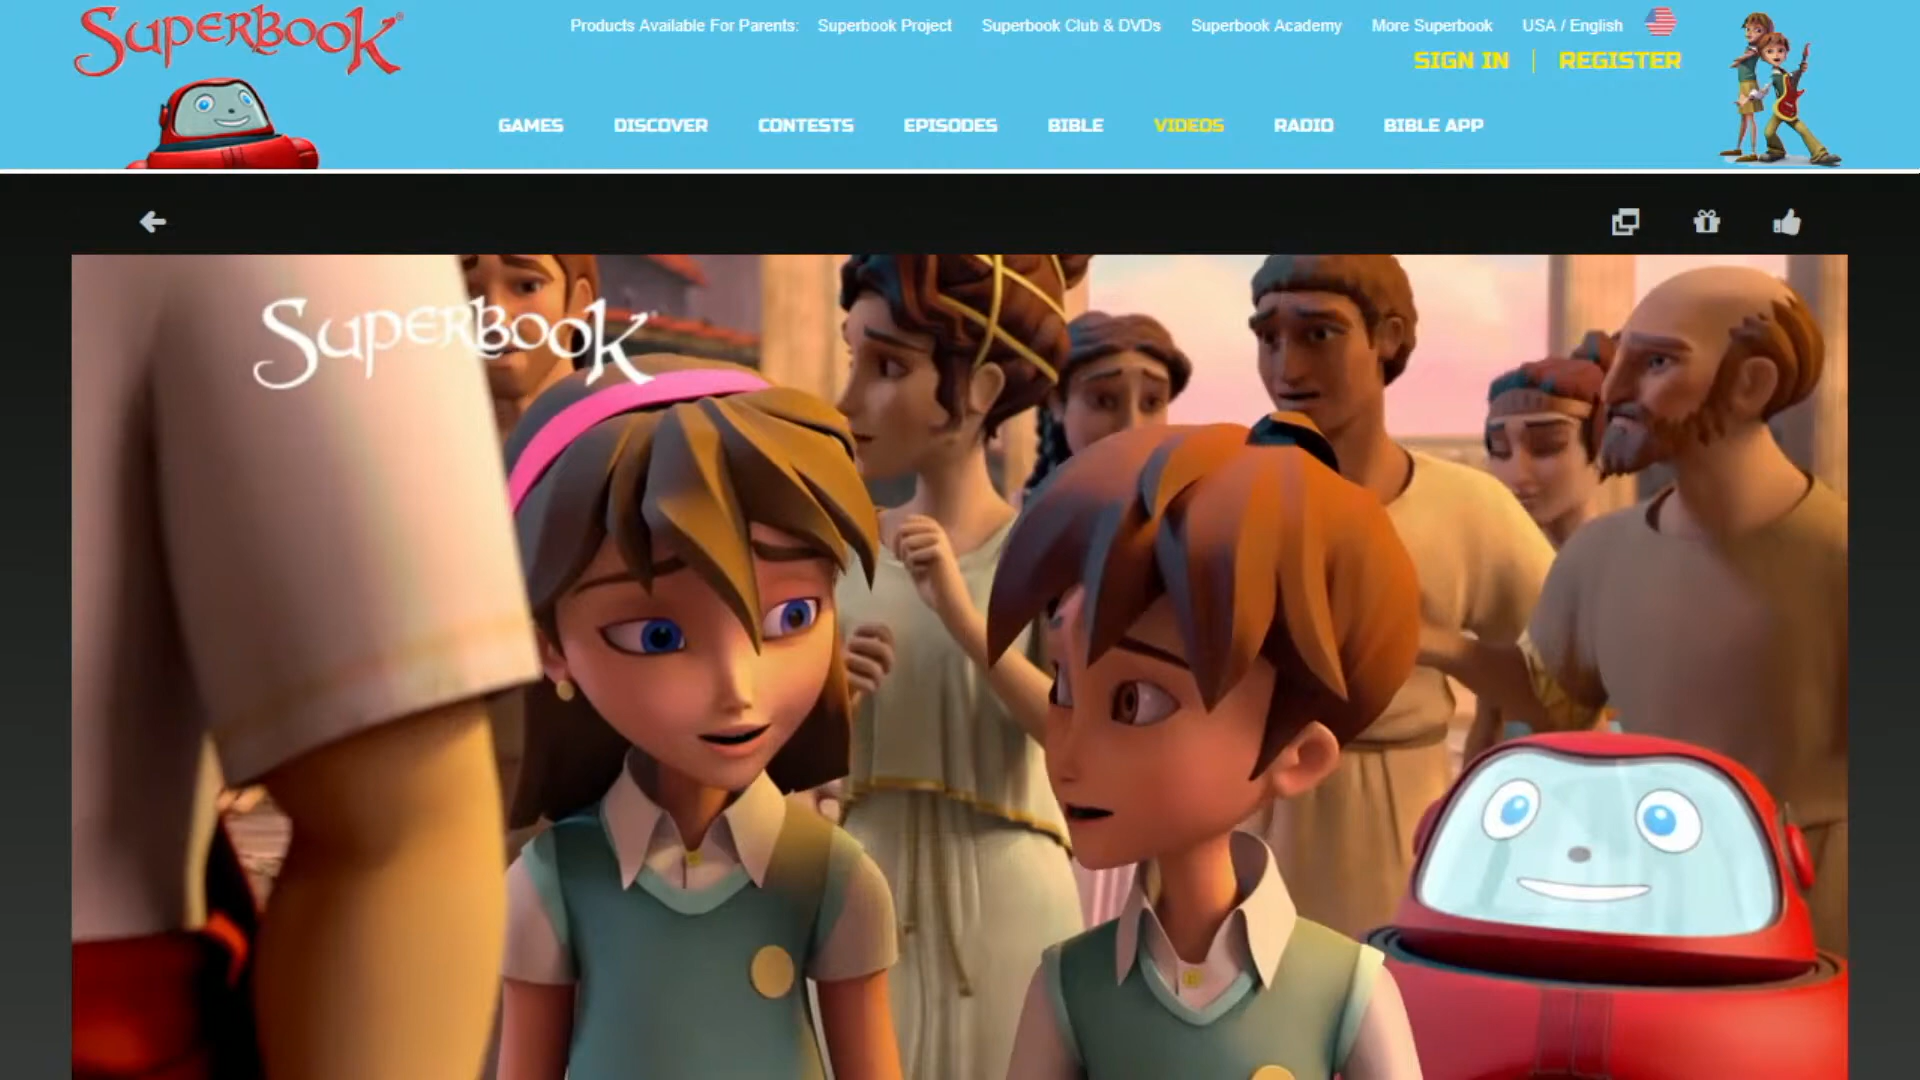 SUPERBOOK®
Products Available For Parents: Superbook Project Superbook Club & DVDs Superbook Academy More Superbook USA / English
SIGN IN REGISTER
GAMES DISCOVER CONTESTS EPISODES BIBLE VIDEOS RADIO BIBLE APP
SUPERBOOK